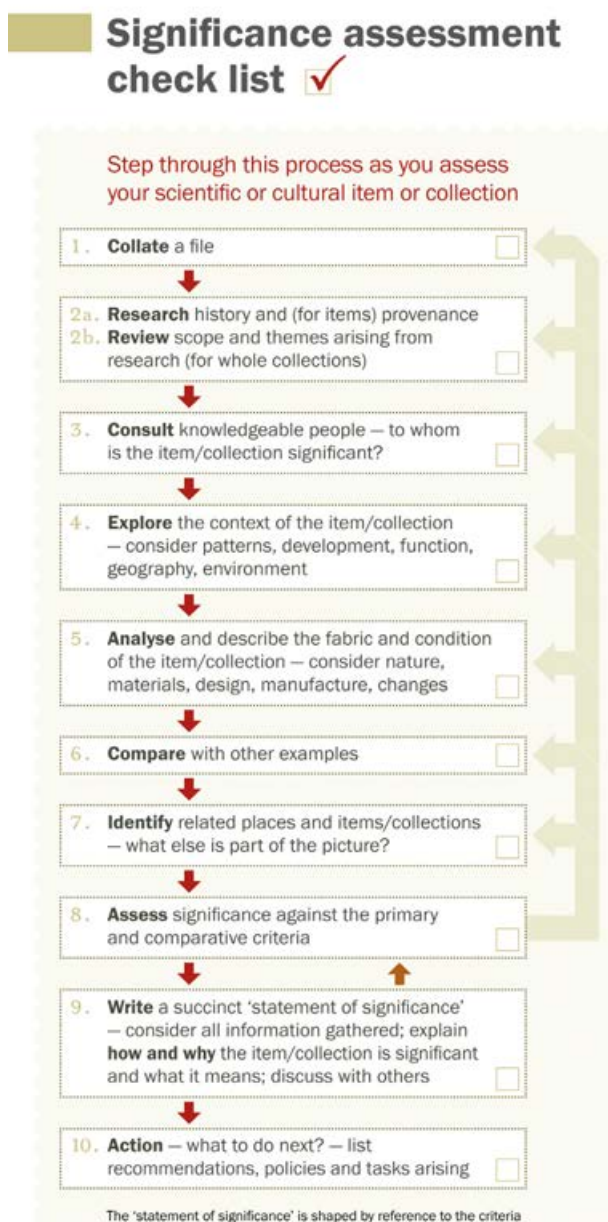 Significance assessment
check list
Step through this process as you assess
your scientific or cultural item or collection
1. Collate a file
2a. Research history and (for items) provenance
2b. Review scope and themes arising from
research (for whole collections)
3. Consult knowledgeable people — to whom
is the item/collection significant?
4. Explore the context of the item/collection
— consider patterns, development, function,
geography, environment
5. Analyse and describe the fabric and condition
of the item/collection — consider nature,
materials, design, manufacture, changes
6. Compare with other examples
7. Identify related places and items/collections
— what else is part of the picture?
8. Assess significance against the primary
and comparative criteria
9. Write a succinct ‘statement of significance’
— consider all information gathered; explain
how and why the item/collection is significant
and what it means; discuss with others
10. Action — what to do next? — list
recommendations, policies and tasks arising
The ‘statement of significance’ is shaped by reference to the criteria